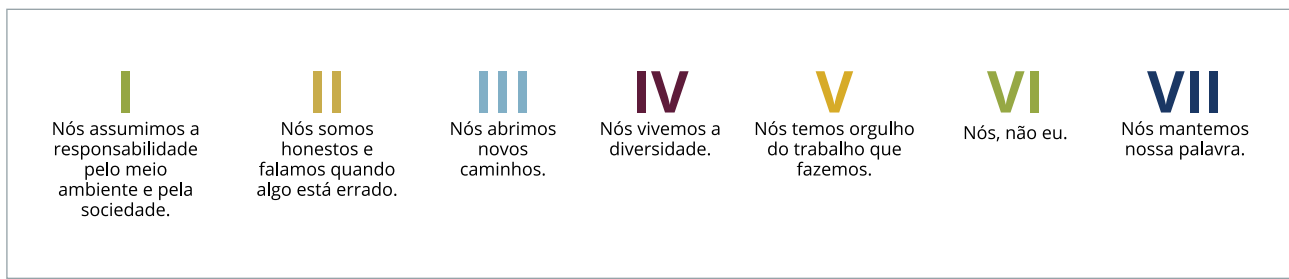 I
Nós assumimos a
responsabilidade
pelo meio
ambiente e pela
sociedade.
II
Nós somos
honestos e
falamos quando
algo está errado.
III
Nós abrimos
novos
caminhos.
IV
Nós vivemos a
diversidade.
V
Nós temos orgulho
do trabalho que
fazemos.
VI
Nós, não eu.
VII
Nós mantemos
nossa palavra.